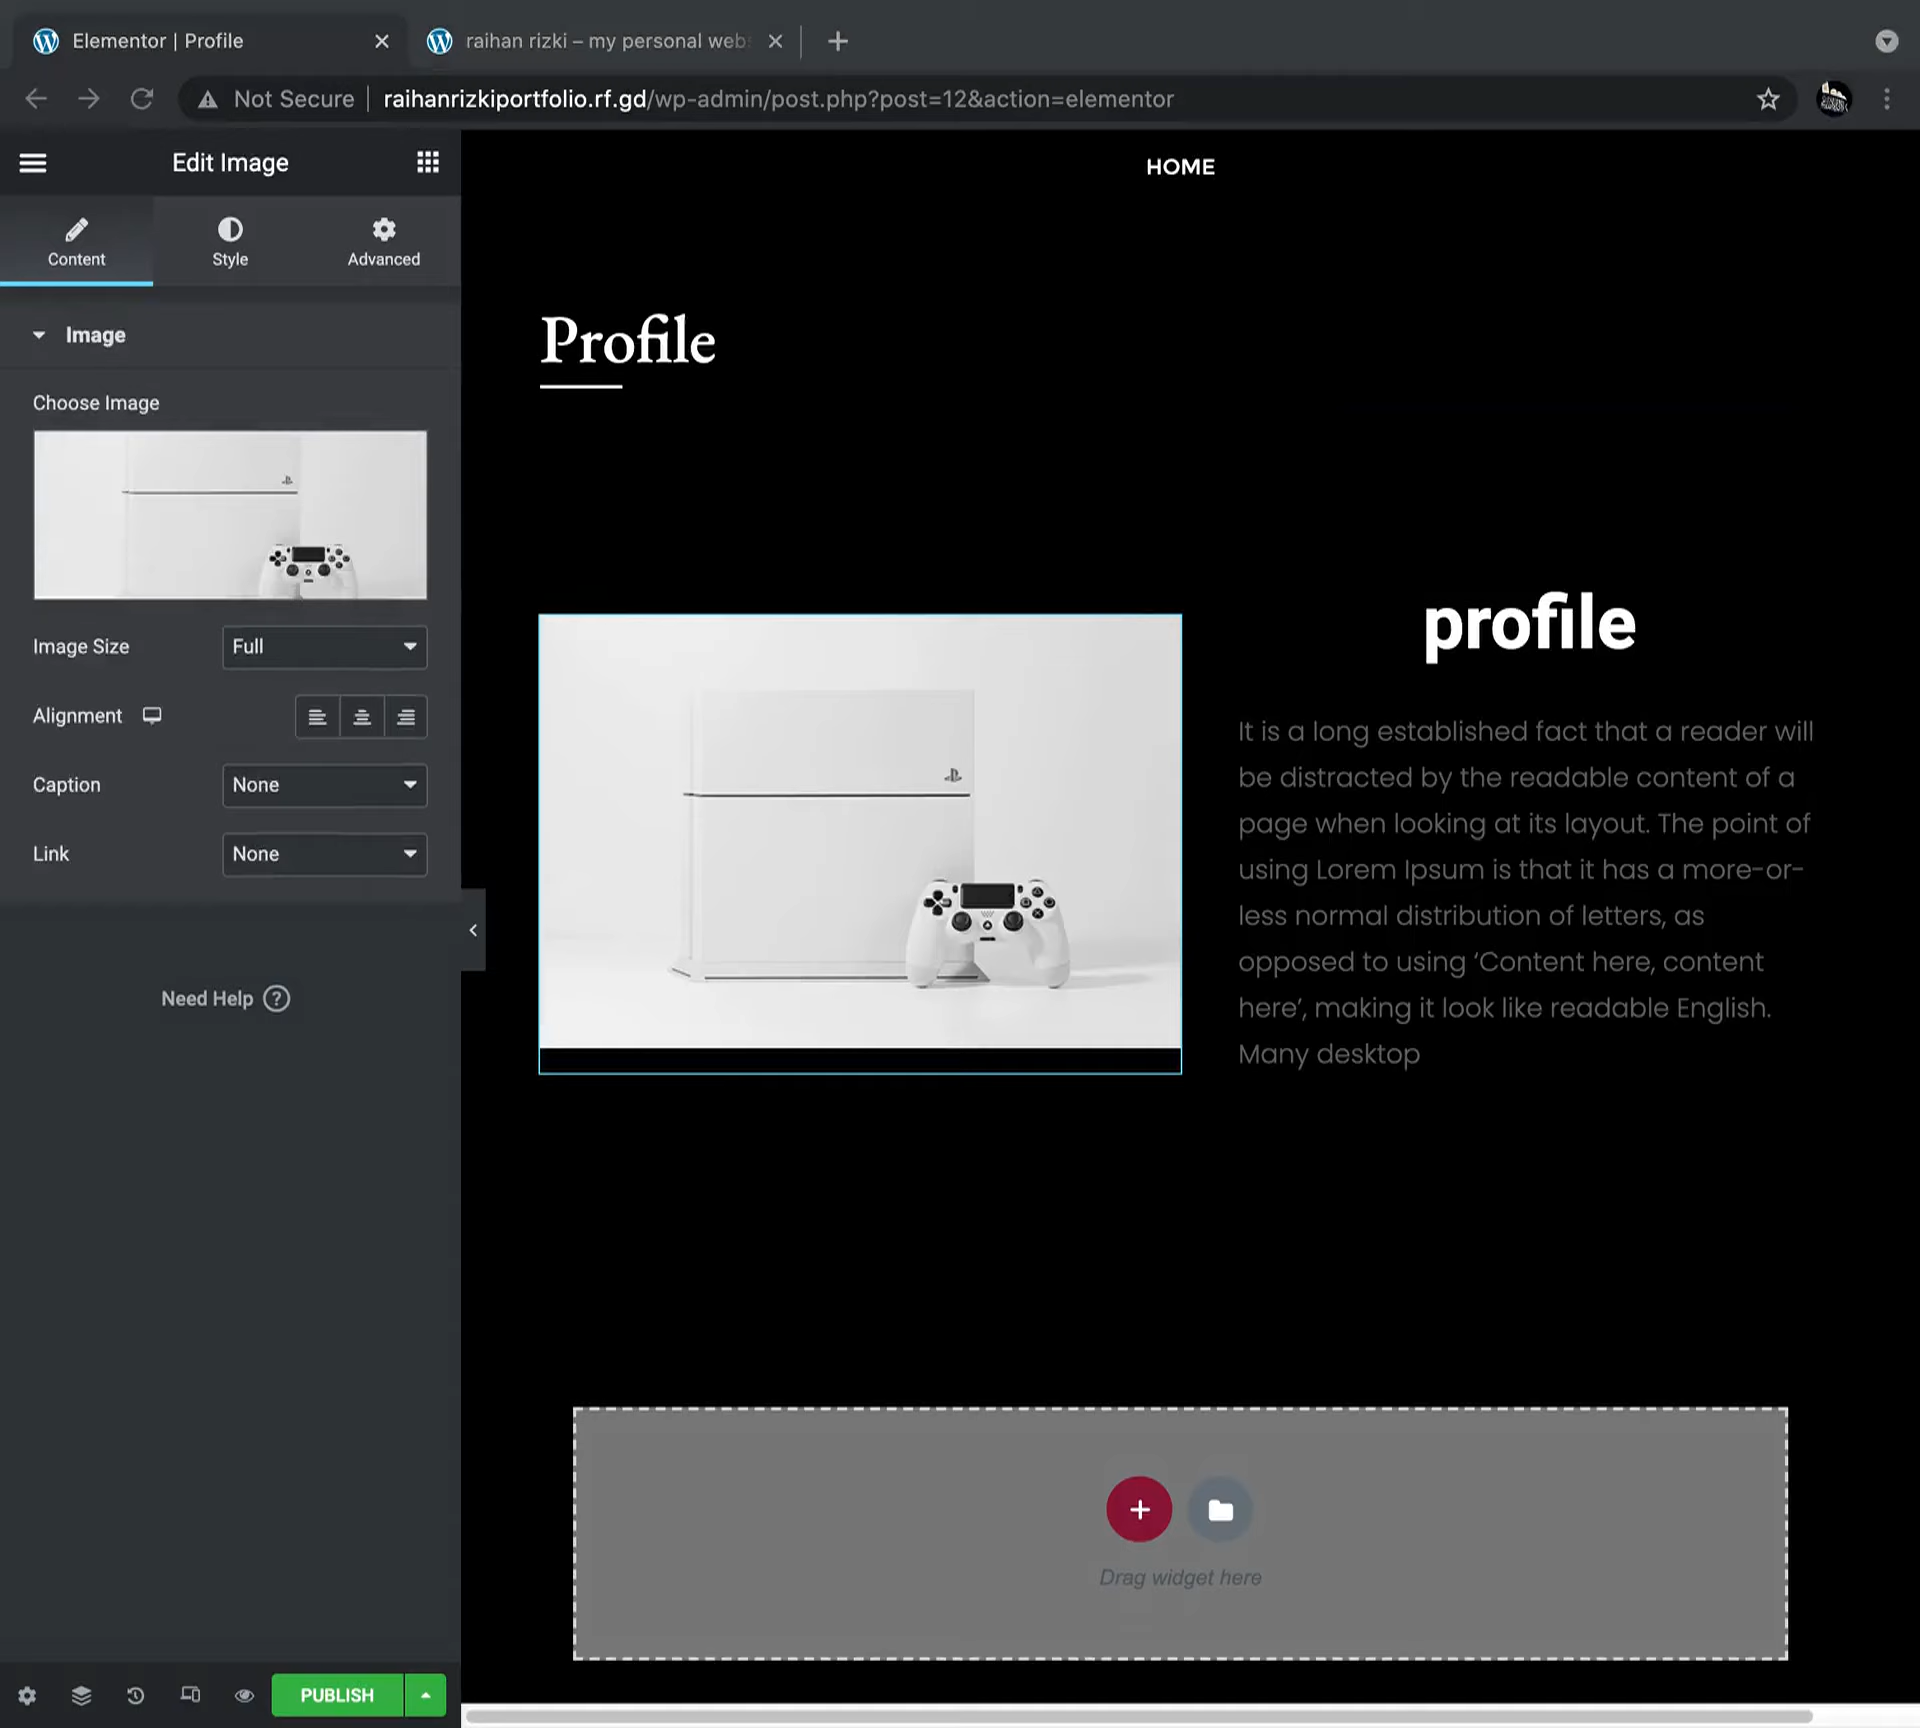 Elementor | Profile
raihan rizki – my personal web
Not Secure
raihanrizkiportfolio.rf.gd/wp-admin/post.php?post=12&action=elementor
Edit Image
Content
Style
Advanced
Image
Choose Image
Image Size
Full
Alignment
Caption
None
Link
None
Need Help ?
PUBLISH
HOME
Profile
profile
It is a long established fact that a reader will
be distracted by the readable content of a
page when looking at its layout. The point of
using Lorem Ipsum is that it has a more-or-
less normal distribution of letters, as
opposed to using ‘Content here, content
here’, making it look like readable English.
Many desktop
Drag widget here